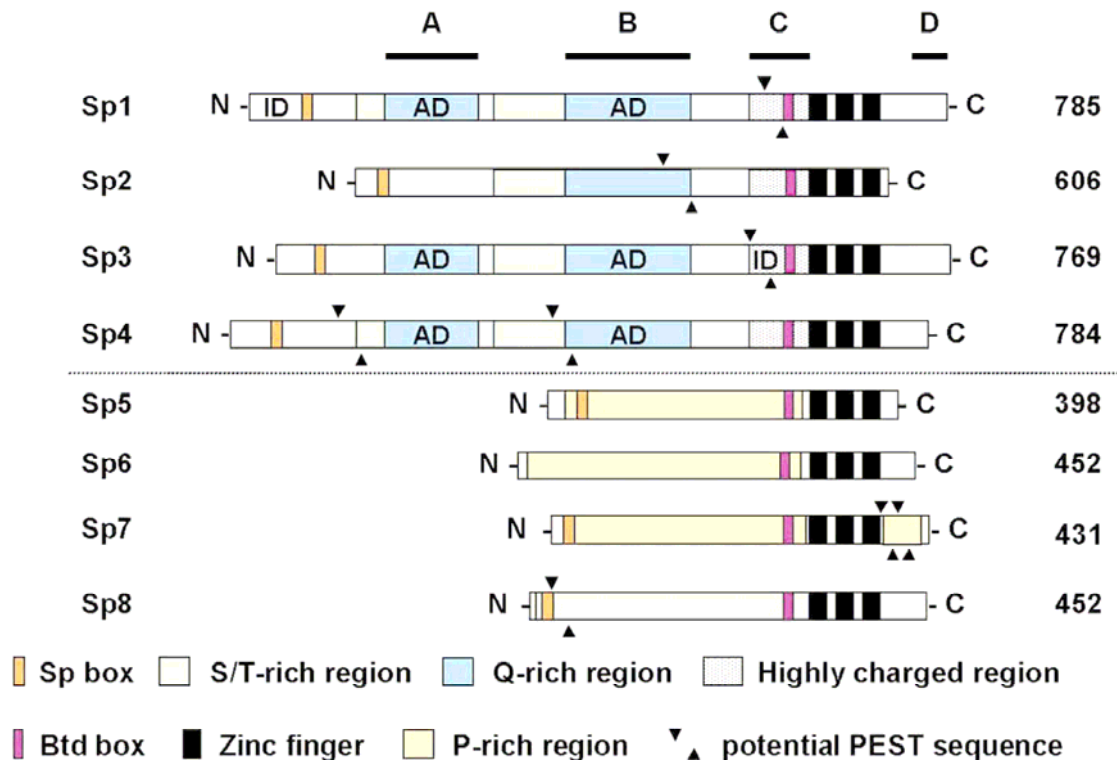 A B C D
Sp1 N ID AD AD C 785
Sp2 N C 606
Sp3 N AD AD ID C 769
Sp4 N AD AD C 784
Sp5 N C 398
Sp6 N C 452
Sp7 N C 431
Sp8 N C 452
Sp box S/T-rich region Q-rich region Highly charged region
Btd box Zinc finger P-rich region potential PEST sequence